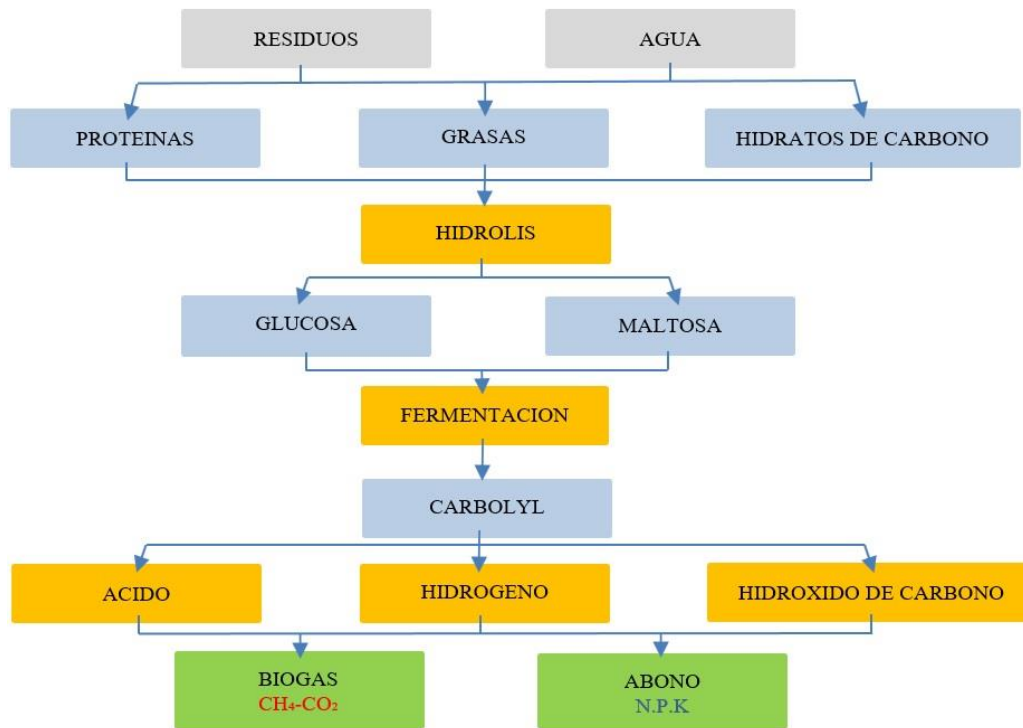 RESIDUOS
AGUA
PROTEINAS
GRASAS
HIDRATOS DE CARBONO
HIDROLIS
GLUCOSA
MALTOSA
FERMENTACION
CARBOLYL
ACIDO
HIDROGENO
HIDROXIDO DE CARBONO
BIOGAS
CH₄-CO₂
ABONO
N.P.K